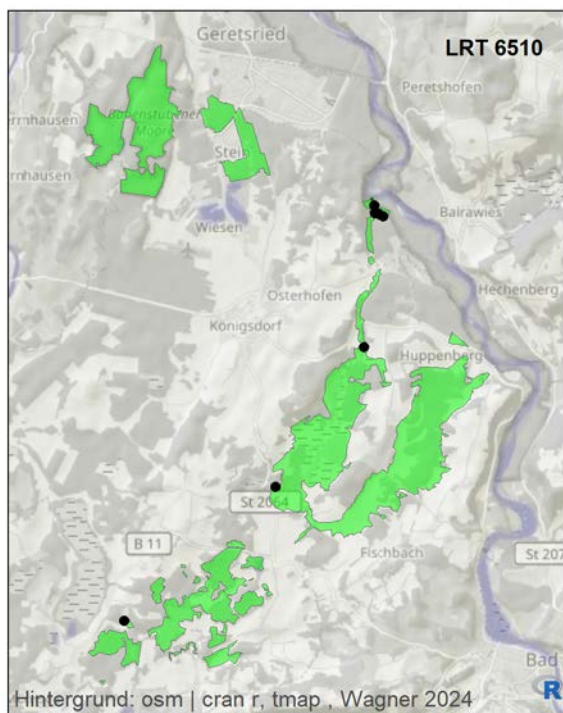 Geretsried
LRT 6510
Peretshofen
Stein
Wiesen
Bairawies
Osterhofen
Hechenberg
Königsdorf
Huppenberg
St 2064
B 11
Fischbach
St 207
Bad
R
Hintergrund: osm | cran r, tmap , Wagner 2024